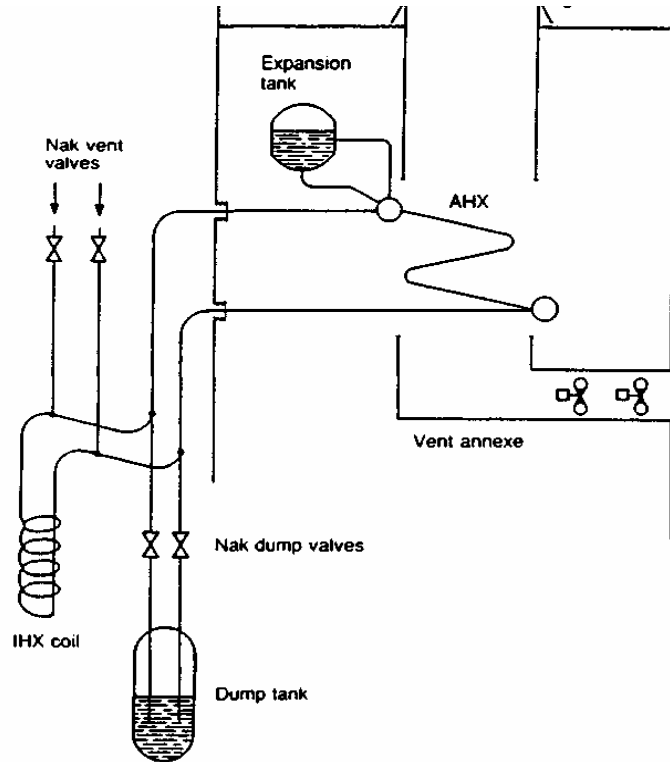 Expansion
tank
Nak vent
valves
AHX
Vent annexe
Nak dump valves
IHX coil
Dump tank